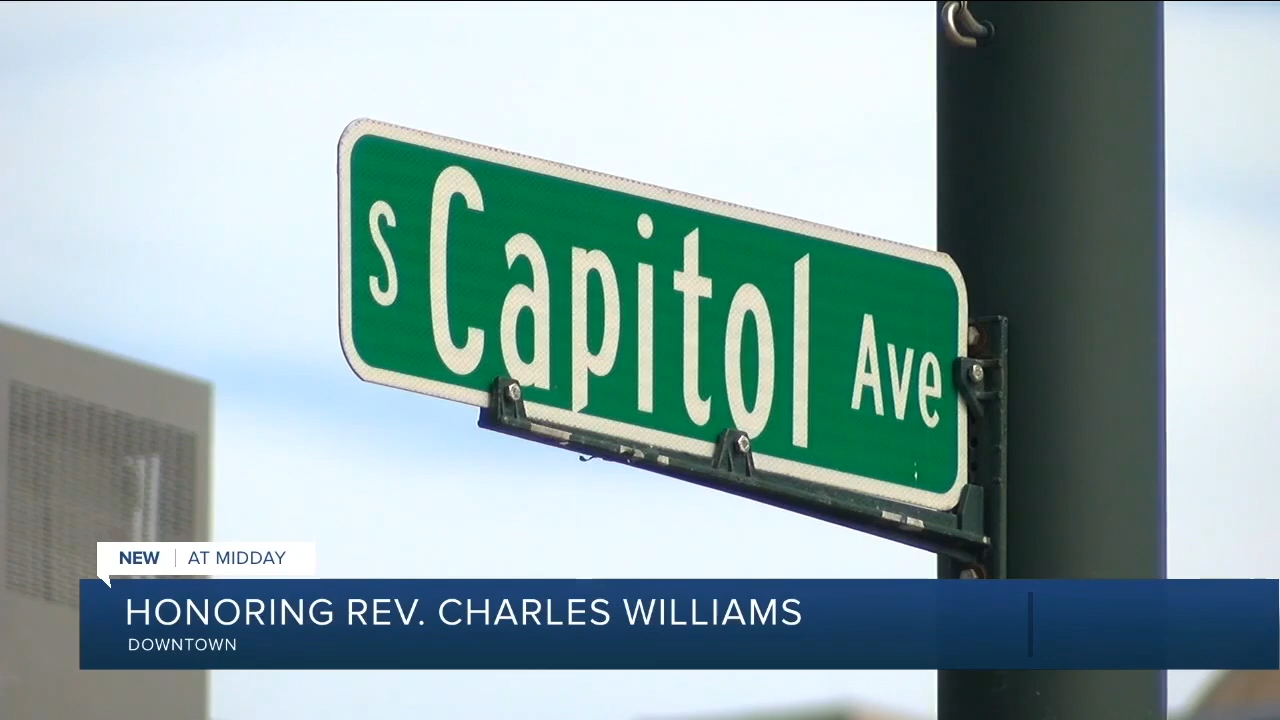 S Capitol Ave
NEW | AT MIDDAY
HONORING REV. CHARLES WILLIAMS
DOWNTOWN